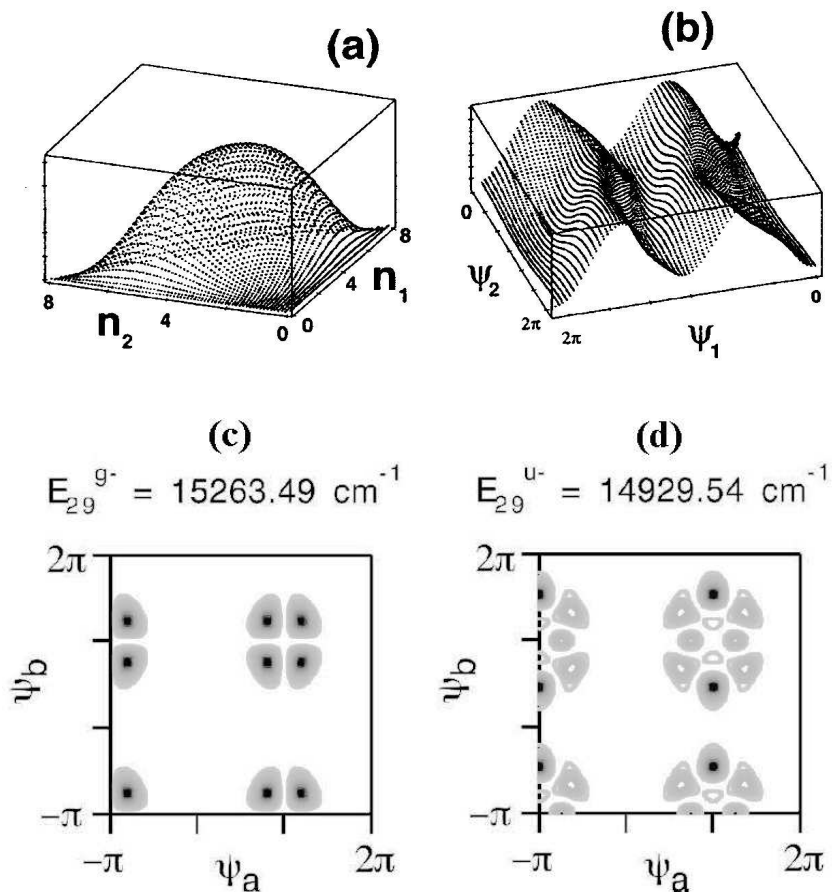 (a)
8
n₂
4
0
0
4
n₁
8
(b)
0
ψ₂
2π
2π
ψ₁
0
(c)
E₂₉ᵍ⁻ = 15263.49 cm⁻¹
2π
ψb
−π
−π
ψa
2π
(d)
E₂₉ᵘ⁻ = 14929.54 cm⁻¹
2π
ψb
−π
−π
ψa
2π